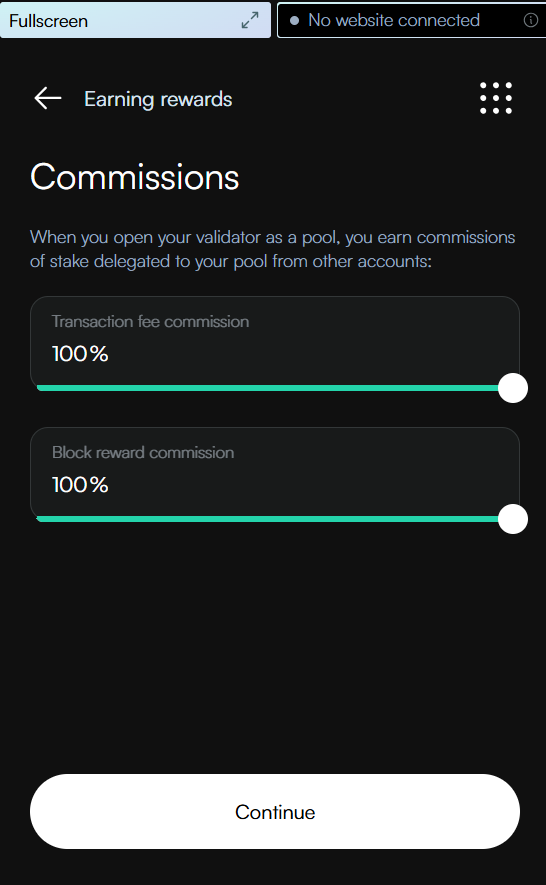 Fullscreen
No website connected
Earning rewards
Commissions
When you open your validator as a pool, you earn commissions
of stake delegated to your pool from other accounts:
Transaction fee commission
100%
Block reward commission
100%
Continue